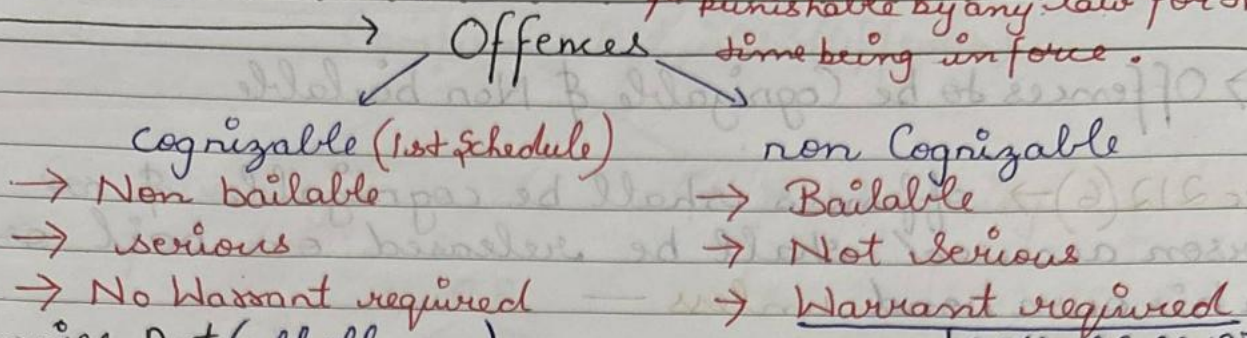 punishable by any law for
Offences time being in force.
Cognizable (1st Schedule) non Cognizable
→ Non bailable → Bailable
→ serious → Not Serious
→ No Warrant required → Warrant required